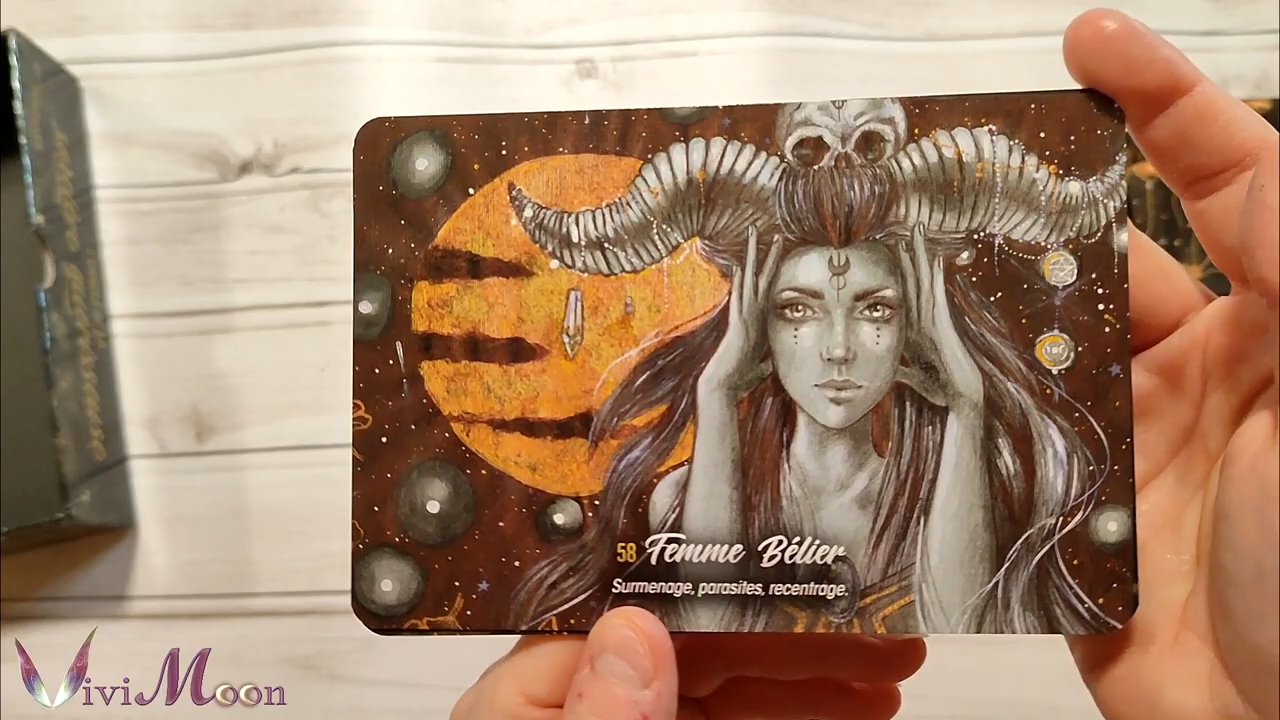 58 Femme Bélier
Surmenage, parasites, recentrage.
ViviMoon